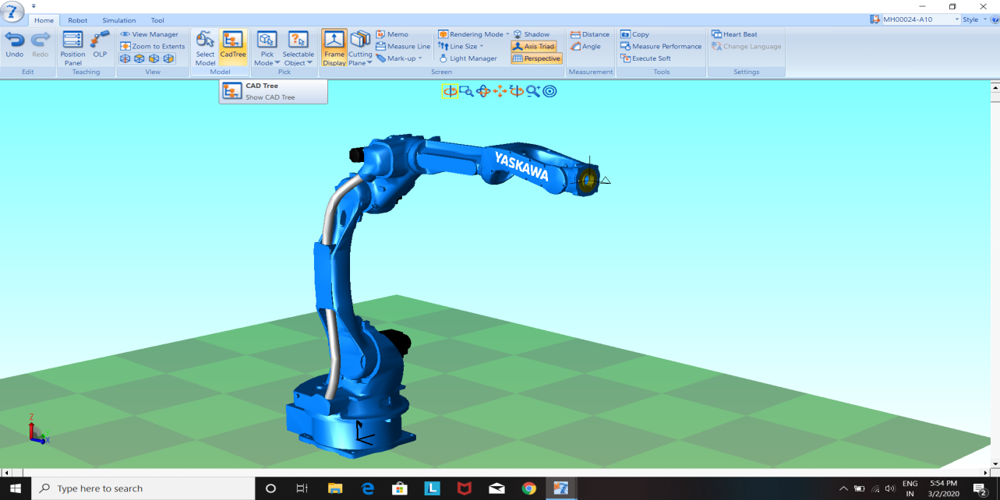 Home Robot Simulation Tool
MH00024-A10 Style
Undo Redo
Edit
Position Panel OLP
Teaching
View Manager
Zoom to Extents
View
Select Model CadTree
Model
Pick Mode Selectable Object
Pick
Frame Display Cutting Plane
Memo
Measure Line
Mark-up
Rendering Mode
Line Size
Light Manager
Shadow
Axis Triad
Perspective
Screen
Distance
Angle
Measurement
Copy
Measure Performance
Execute Soft
Tools
Heart Beat
Change Language
Settings
CAD Tree
Show CAD Tree
YASKAWA
Z
Y
X
Type here to search
ENG
IN
5:54 PM
3/2/2020
2